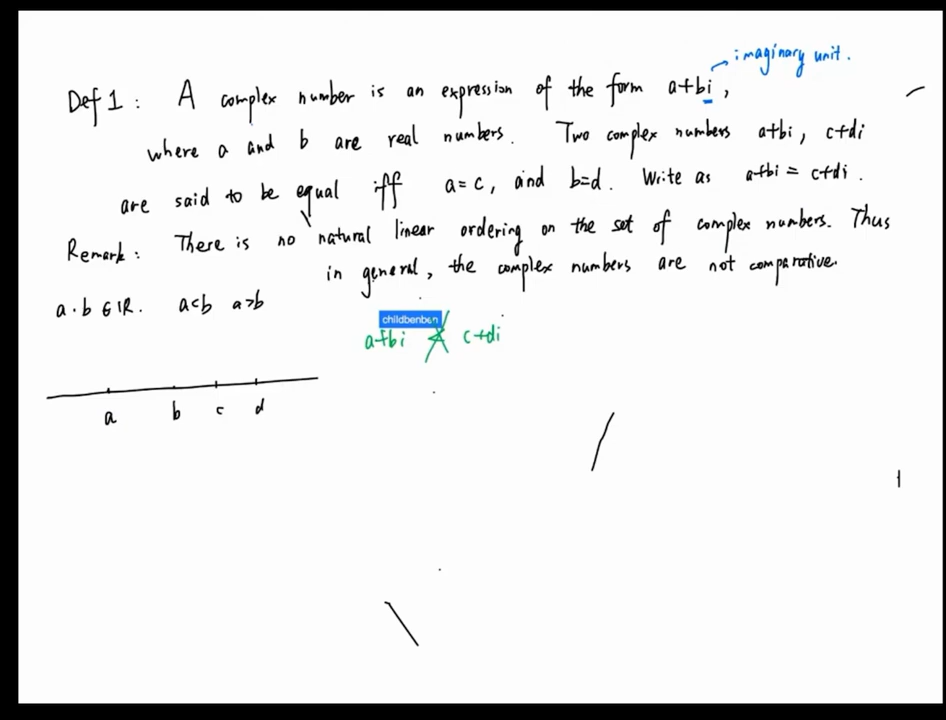 imaginary unit.
Def 1 : A complex number is an expression of the form a+bi,
where a and b are real numbers. Two complex numbers a+bi, c+di
are said to be equal iff a=c, and b=d. Write as a+bi = c+di.
Remark : There is no natural linear ordering on the set of complex numbers. Thus
in general, the complex numbers are not comparative.
a.b ∈ IR. a<b a>b
childbenben
a+bi < c+di
a b c d